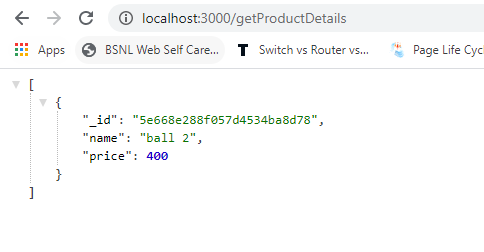 localhost:3000/getProductDetails
Apps BSNL Web Self Care... Switch vs Router vs... Page Life Cyc
[
{
"_id": "5e668e288f057d4534ba8d78",
"name": "ball 2",
"price": 400
}
]